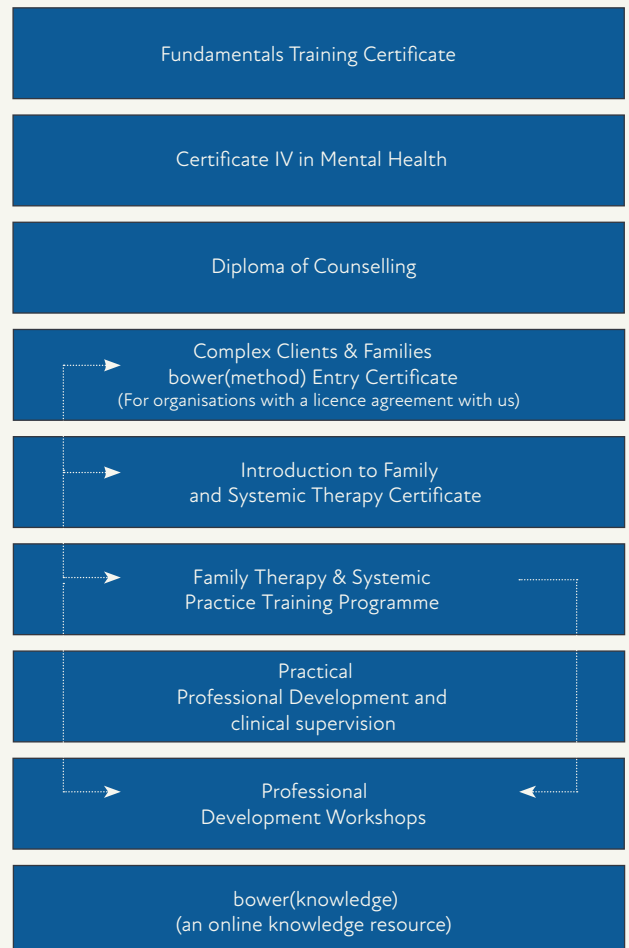 Fundamentals Training Certificate
Certificate IV in Mental Health
Diploma of Counselling
Complex Clients & Families
bower(method) Entry Certificate
(For organisations with a licence agreement with us)
Introduction to Family
and Systemic Therapy Certificate
Family Therapy & Systemic
Practice Training Programme
Practical
Professional Development and
clinical supervision
Professional
Development Workshops
bower(knowledge)
(an online knowledge resource)